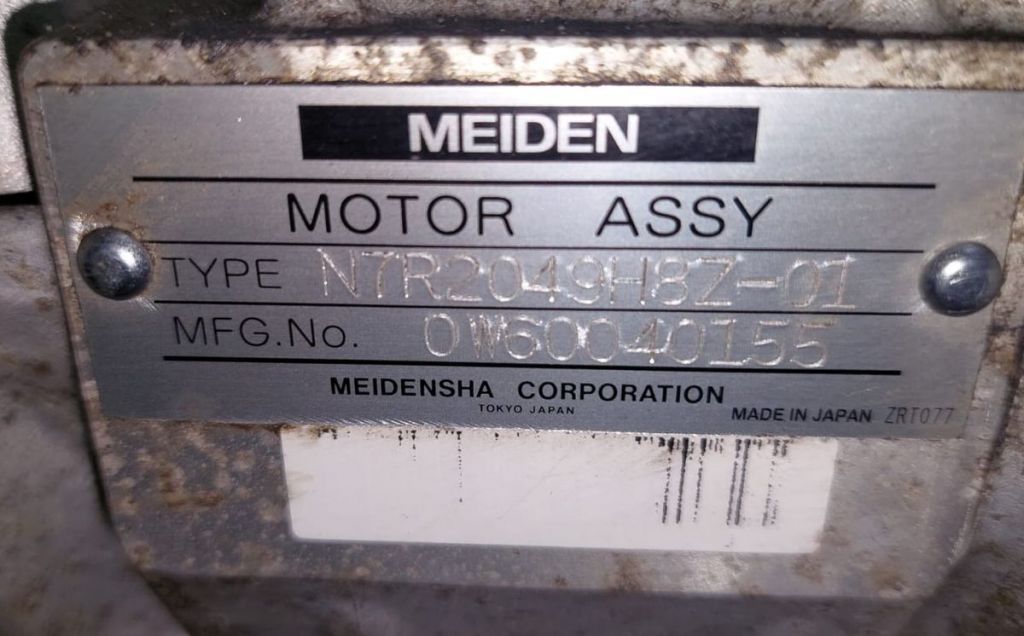 MEIDEN
MOTOR ASSY
TYPE N7R2049H8Z-01
MFG.No. 0W60040155
MEIDENSHA CORPORATION
TOKYO JAPAN
MADE IN JAPAN ZRT077